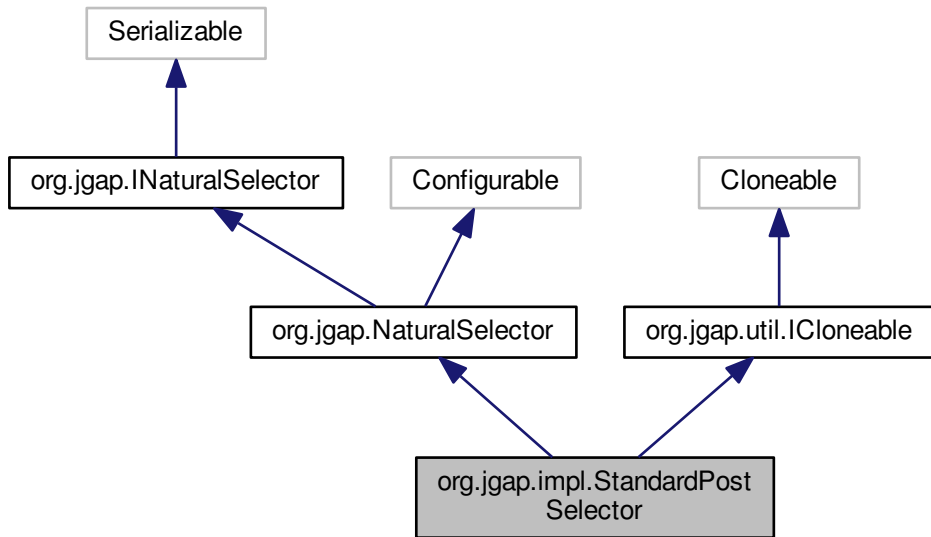 Serializable
org.jgap.INaturalSelector
Configurable
Cloneable
org.jgap.NaturalSelector
org.jgap.util.ICloneable
org.jgap.impl.StandardPost
Selector